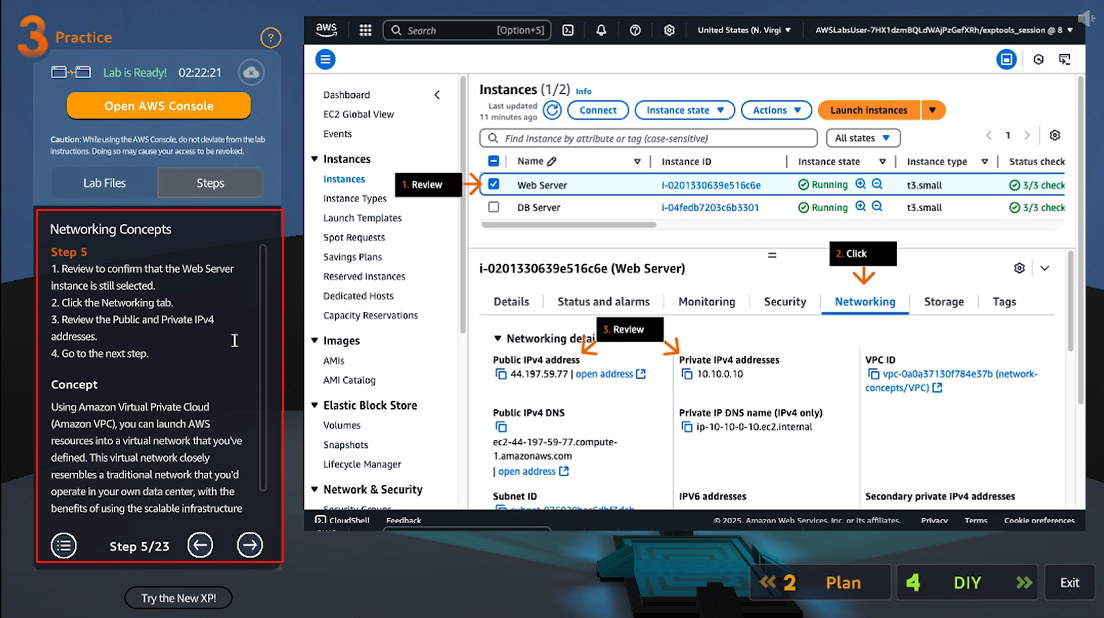 3 Practice
?
Lab is Ready! 02:22:21
Open AWS Console
Caution: While using the AWS Console, do not deviate from the lab
instructions. Doing so may cause your access to be revoked.
Lab Files
Steps
Networking Concepts
Step 5
1. Review to confirm that the Web Server
instance is still selected.
2. Click the Networking tab.
3. Review the Public and Private IPv4
addresses.
4. Go to the next step.
Concept
Using Amazon Virtual Private Cloud
(Amazon VPC), you can launch AWS
resources into a virtual network that you've
defined. This virtual network closely
resembles a traditional network that you'd
operate in your own data center, with the
benefits of using the scalable infrastructure
Step 5/23
Try the New XP!
aws
Search [Option+S]
United States (N. Virgi
AWSLabsUser-7HX1dzmBQLdWAjPzGefXRh/exptools_session @ 8
Dashboard
EC2 Global View
Events
Instances
Instances
Instance Types
Launch Templates
Spot Requests
Savings Plans
Reserved Instances
Dedicated Hosts
Capacity Reservations
Images
AMIs
AMI Catalog
Elastic Block Store
Volumes
Snapshots
Lifecycle Manager
Network & Security
Security Groups
Instances (1/2) Info
Last updated
11 minutes ago
Connect
Instance state
Actions
Launch instances
Find Instance by attribute or tag (case-sensitive)
All states
1
Name
Instance ID
Instance state
Instance type
Status check
1. Review
Web Server i-0201330639e516c6e Running t3.small 3/3 check
DB Server i-04fedb7203c6b3301 Running t3.small 3/3 check
2. Click
i-0201330639e516c6e (Web Server)
Details
Status and alarms
Monitoring
Security
Networking
Storage
Tags
3. Review
Networking detai
Public IPv4 address
44.197.59.77 | open address
Private IPv4 addresses
10.10.0.10
VPC ID
vpc-0a0a37130f784e37b (network-
concepts/VPC)
Public IPv4 DNS
ec2-44-197-59-77.compute-
1.amazonaws.com
| open address
Private IP DNS name (IPv4 only)
ip-10-10-0-10.ec2.internal
Subnet ID
IPV6 addresses
Secondary private IPv4 addresses
CloudShell
Feedback
© 2025, Amazon Web Services, Inc. or its affiliates.
Privacy
Terms
Cookie preferences
2 Plan
4 DIY
Exit